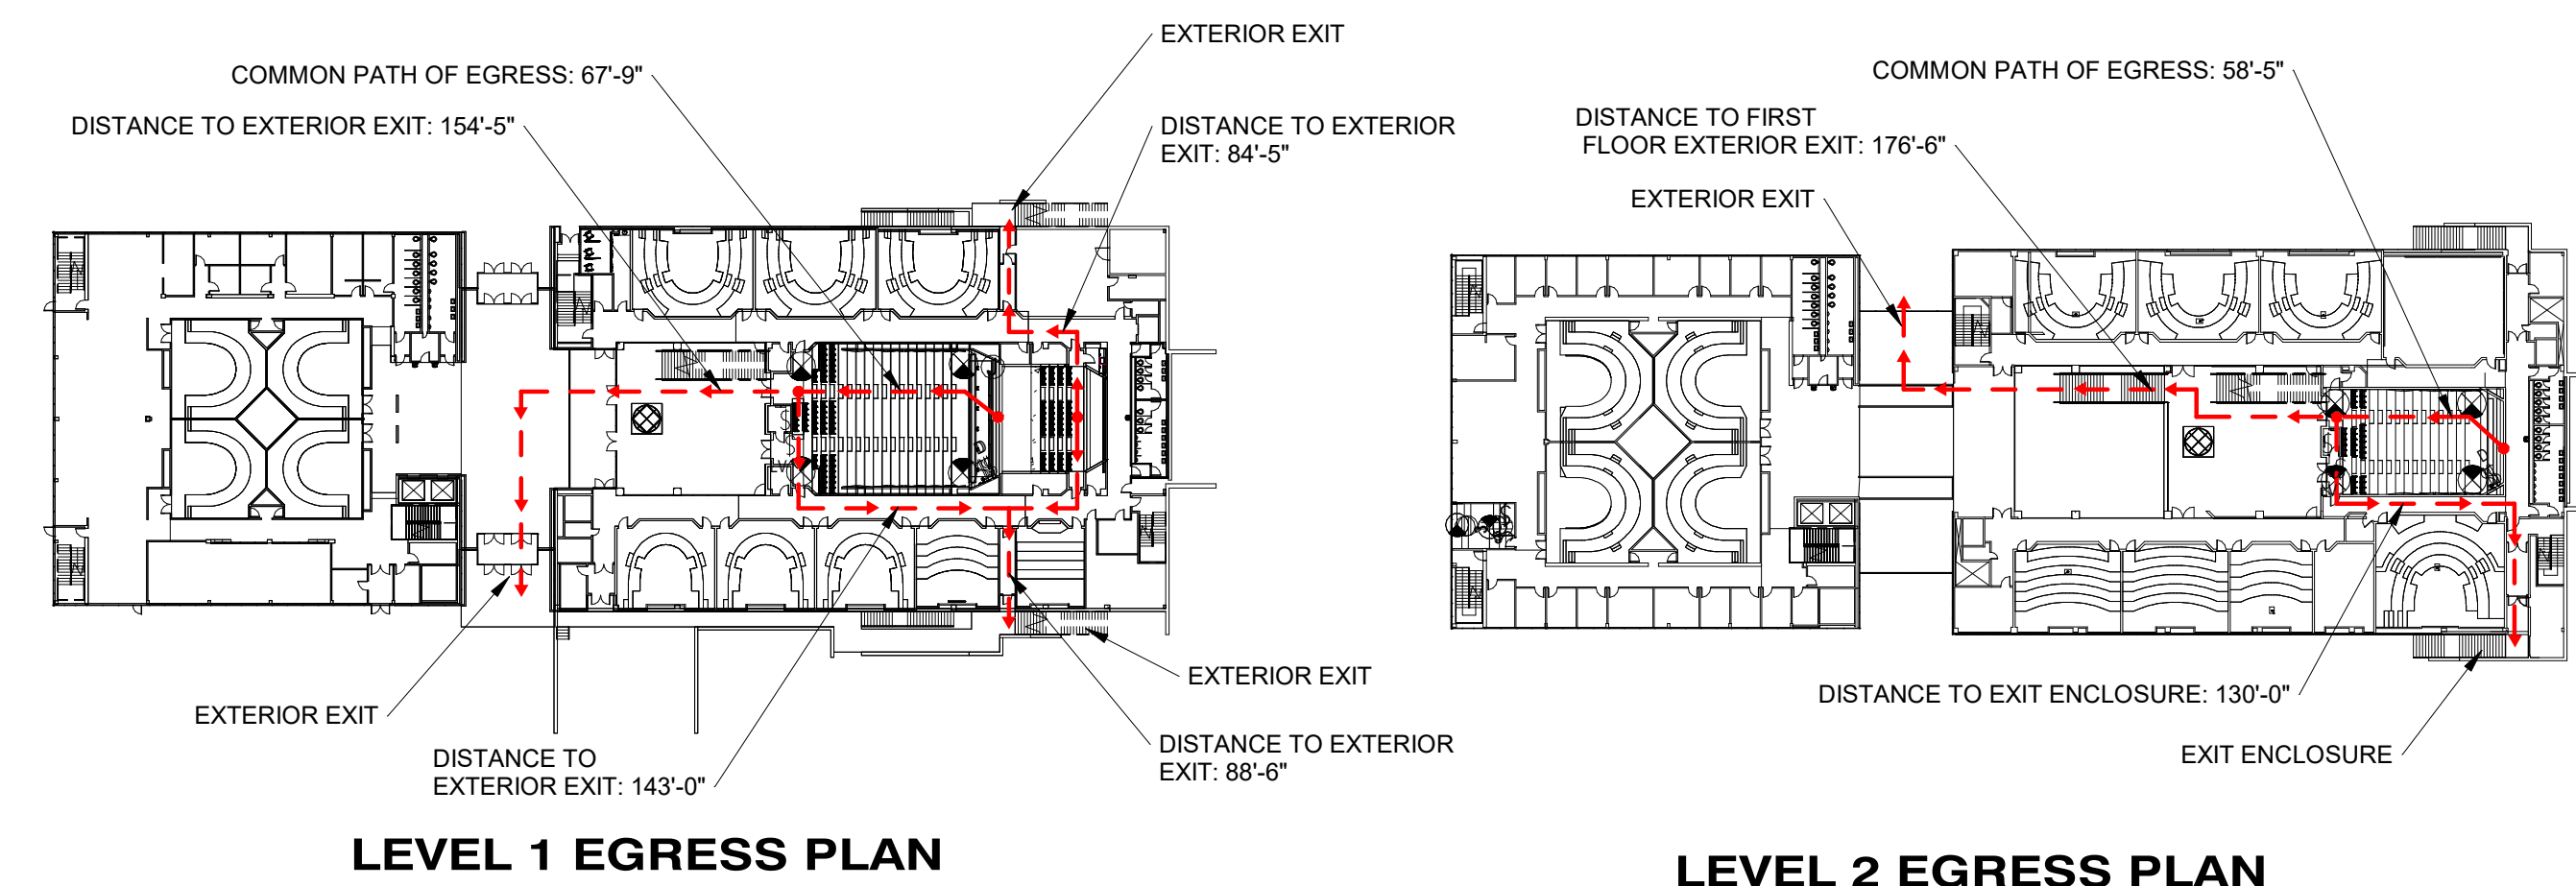 EXTERIOR EXIT
COMMON PATH OF EGRESS: 67'-9"
DISTANCE TO EXTERIOR EXIT: 154'-5"
DISTANCE TO EXTERIOR
EXIT: 84'-5"
EXTERIOR EXIT
DISTANCE TO
EXTERIOR EXIT: 143'-0"
EXTERIOR EXIT
DISTANCE TO EXTERIOR
EXIT: 88'-6"
LEVEL 1 EGRESS PLAN
COMMON PATH OF EGRESS: 58'-5"
DISTANCE TO FIRST
FLOOR EXTERIOR EXIT: 176'-6"
EXTERIOR EXIT
DISTANCE TO EXIT ENCLOSURE: 130'-0"
EXIT ENCLOSURE
LEVEL 2 EGRESS PLAN